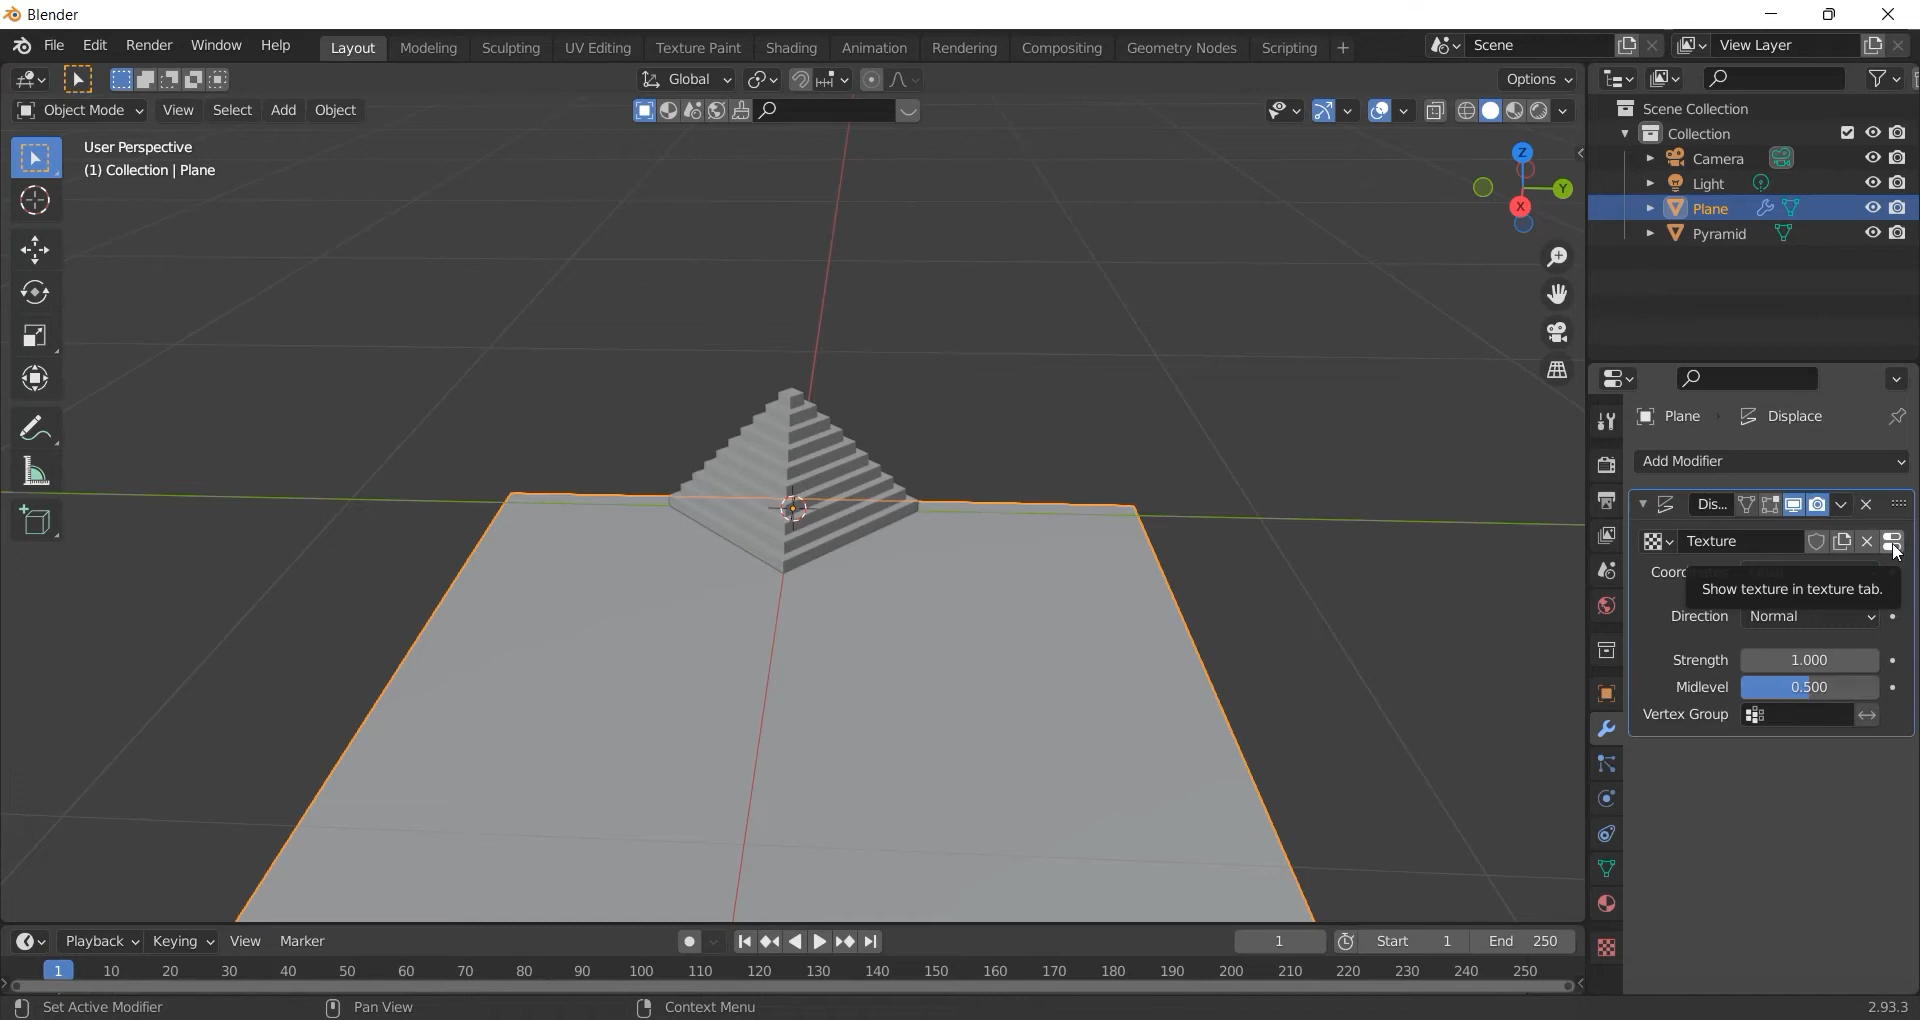 Blender
File Edit Render Window Help Layout Modeling Sculpting UV Editing Texture Paint Shading Animation Rendering Compositing Geometry Nodes Scripting + Scene View Layer
Global Options
Object Mode View Select Add Object
User Perspective
(1) Collection | Plane
Z
Y
X
Scene Collection
Collection
Camera
Light
Plane
Pyramid
Plane Displace
Add Modifier
Dis...
Texture
Show texture in texture tab.
Direction Normal
Strength 1.000
Midlevel 0.500
Vertex Group
Playback Keying View Marker 1 Start 1 End 250
1 10 20 30 40 50 60 70 80 90 100 110 120 130 140 150 160 170 180 190 200 210 220 230 240 250
Set Active Modifier Pan View Context Menu 2.93.3